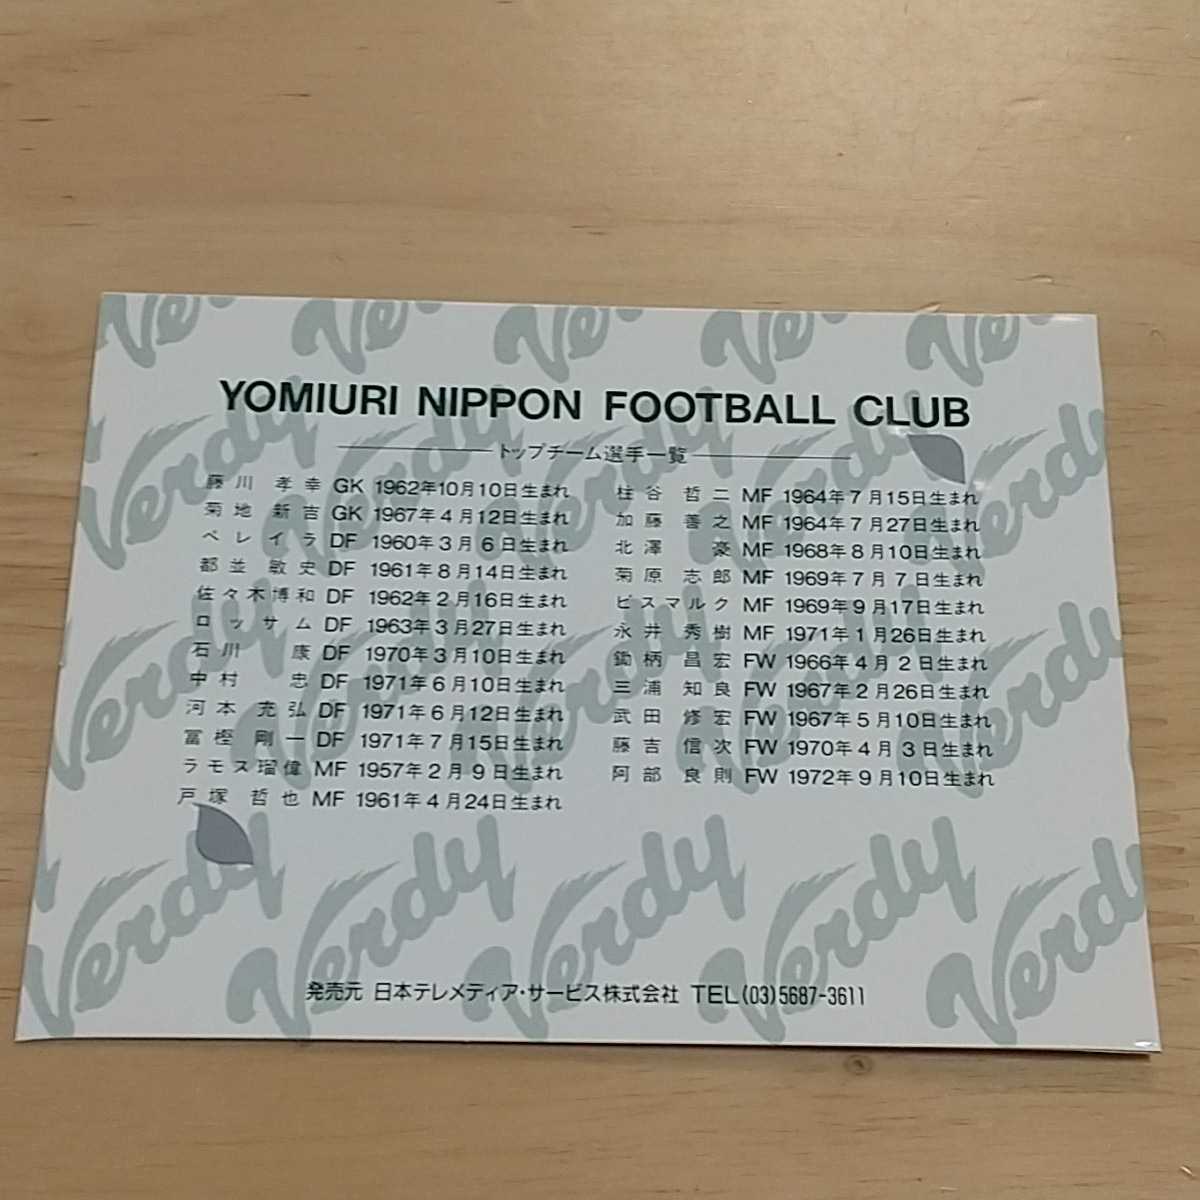 YOMIURI NIPPON FOOTBALL CLUB
トップチーム選手一覧
藤川 孝幸 GK 1962年10月10日生まれ
菊地 新吉 GK 1967年4月12日生まれ
ペレイラ DF 1960年3月6日生まれ
都並 敏史 DF 1961年8月14日生まれ
佐々木博和 DF 1962年2月16日生まれ
ロッサム DF 1963年3月27日生まれ
石川 康 DF 1970年3月10日生まれ
中村 忠 DF 1971年6月10日生まれ
河本 充弘 DF 1971年6月12日生まれ
冨樫 剛一 DF 1971年7月15日生まれ
ラモス瑠偉 MF 1957年2月9日生まれ
戸塚 哲也 MF 1961年4月24日生まれ
柱谷 哲二 MF 1964年7月15日生まれ
加藤 善之 MF 1964年7月27日生まれ
北澤 豪 MF 1968年8月10日生まれ
菊原 志郎 MF 1969年7月7日生まれ
ビスマルク MF 1969年9月17日生まれ
永井 秀樹 MF 1971年1月26日生まれ
鋤柄 昌宏 FW 1966年4月2日生まれ
三浦 知良 FW 1967年2月26日生まれ
武田 修宏 FW 1967年5月10日生まれ
藤吉 信次 FW 1970年4月3日生まれ
阿部 良則 FW 1972年9月10日生まれ
発売元 日本テレメディア・サービス株式会社 TEL(03)5687-3611
Verdy
Verdy
Verdy
Verdy
Verdy